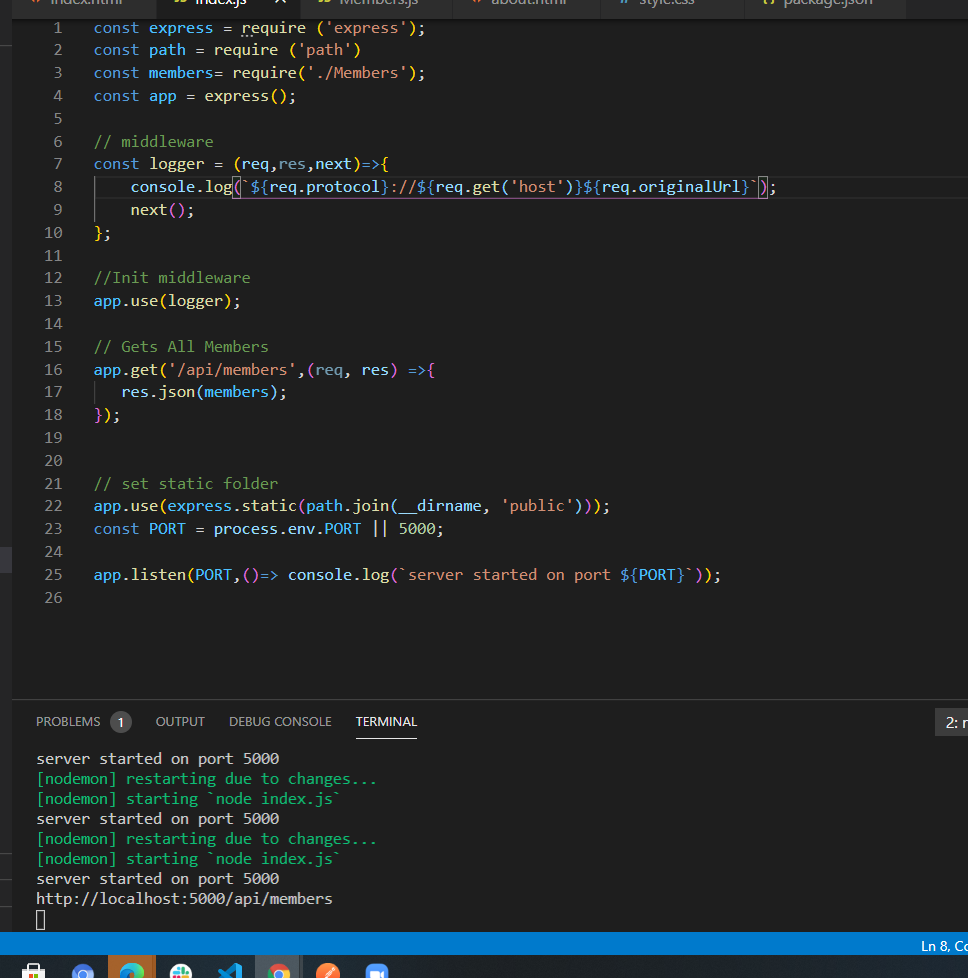 index.html index.js Members.js about.html style.css package.json
1 const express = require ('express');
2 const path = require ('path')
3 const members= require('./Members');
4 const app = express();
5
6 // middleware
7 const logger = (req,res,next)=>{
8 console.log(`${req.protocol}://${req.get('host')}${req.originalUrl}`);
9 next();
10 };
11
12 //Init middleware
13 app.use(logger);
14
15 // Gets All Members
16 app.get('/api/members',(req, res) =>{
17 res.json(members);
18 });
19
20
21 // set static folder
22 app.use(express.static(path.join(__dirname, 'public')));
23 const PORT = process.env.PORT || 5000;
24
25 app.listen(PORT,()=> console.log(`server started on port ${PORT}`));
26
PROBLEMS 1 OUTPUT DEBUG CONSOLE TERMINAL 2:
server started on port 5000
[nodemon] restarting due to changes...
[nodemon] starting `node index.js`
server started on port 5000
[nodemon] restarting due to changes...
[nodemon] starting `node index.js`
server started on port 5000
http://localhost:5000/api/members
Ln 8,